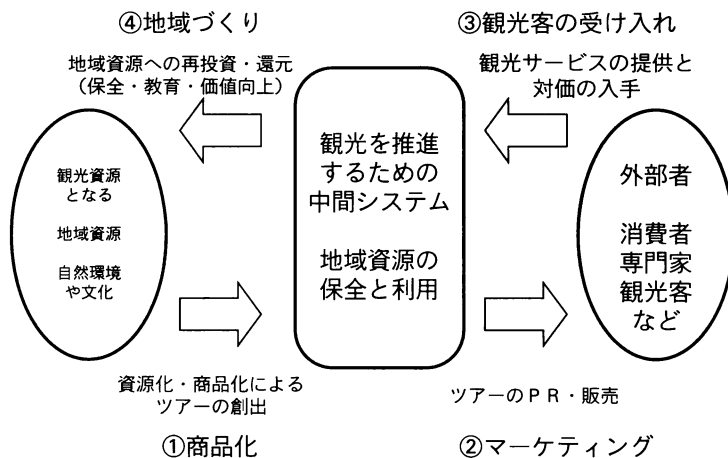 ④地域づくり
地域資源への再投資・還元
（保全・教育・価値向上）
③観光客の受け入れ
観光サービスの提供と
対価の入手
観光資源
となる
地域資源
自然環境
や文化
観光を推進
するための
中間システム
地域資源の
保全と利用
外部者
消費者
専門家
観光客
など
資源化・商品化による
ツアーの創出
①商品化
ツアーのＰＲ・販売
②マーケティング